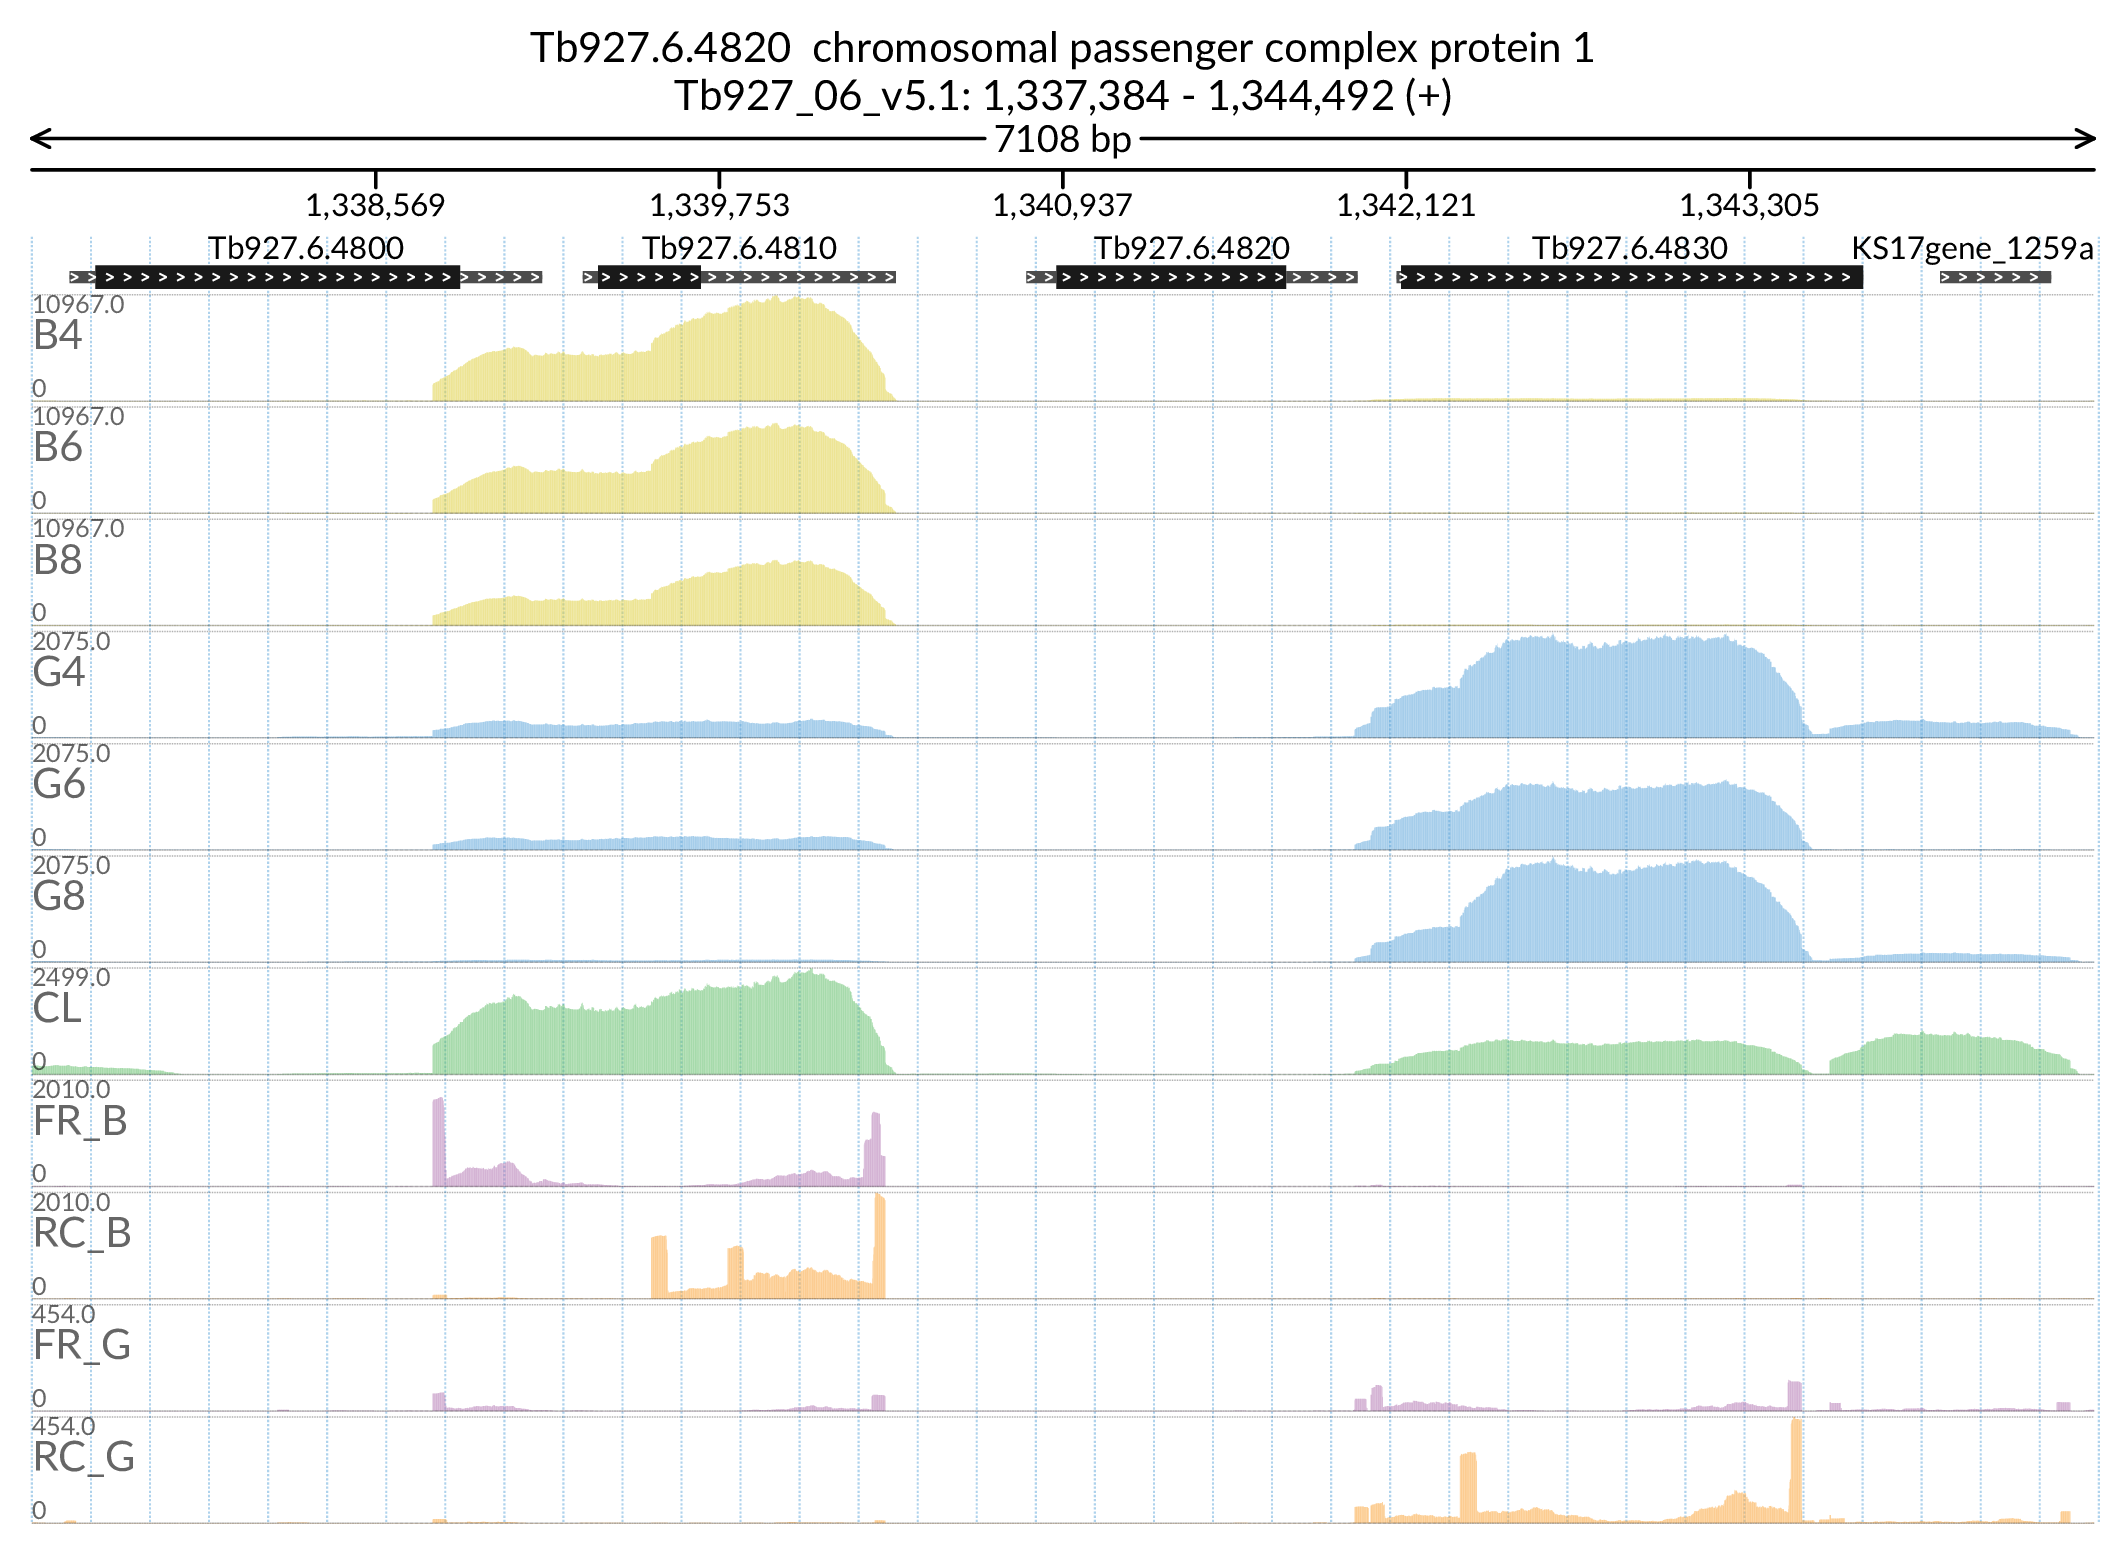 Tb927.6.4820  chromosomal passenger complex protein 1
Tb927_06_v5.1: 1,337,384 - 1,344,492 (+)
7108 bp
1,338,569 1,339,753 1,340,937 1,342,121 1,343,305
Tb927.6.4800 Tb927.6.4810 Tb927.6.4820 Tb927.6.4830 KS17gene_1259a
10967.0
B4
0
10967.0
B6
0
10967.0
B8
0
2075.0
G4
0
2075.0
G6
0
2075.0
G8
0
2499.0
CL
0
2010.0
FR_B
0
2010.0
RC_B
0
454.0
FR_G
0
454.0
RC_G
0